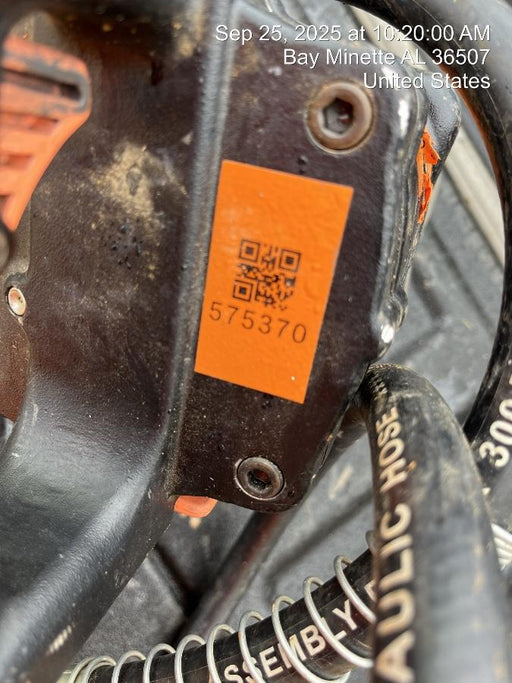 Sep 25, 2025 at 10:20:00 AM
Bay Minette AL 36507
United States
575370
300
AULIC HOSE
SSEMBLY